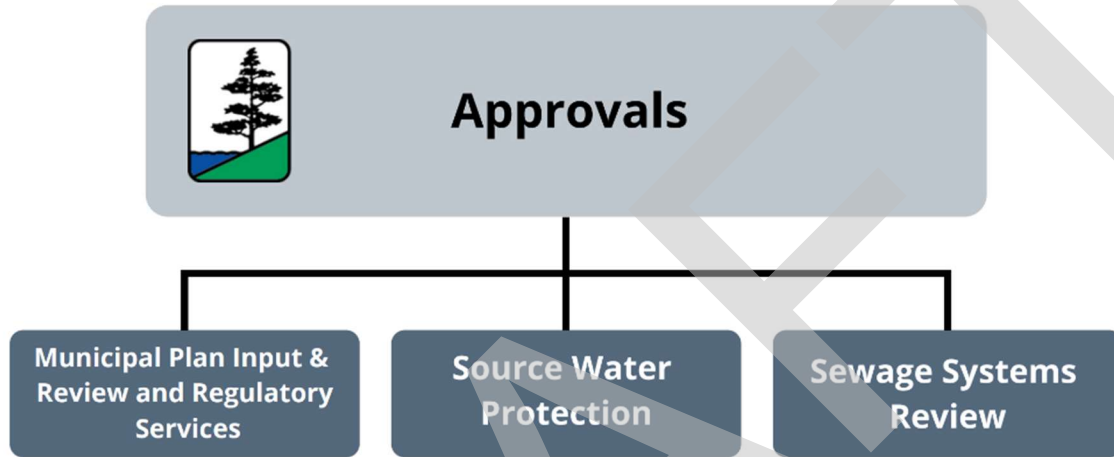 Approvals
Municipal Plan Input &
Review and Regulatory
Services
Source Water
Protection
Sewage Systems
Review